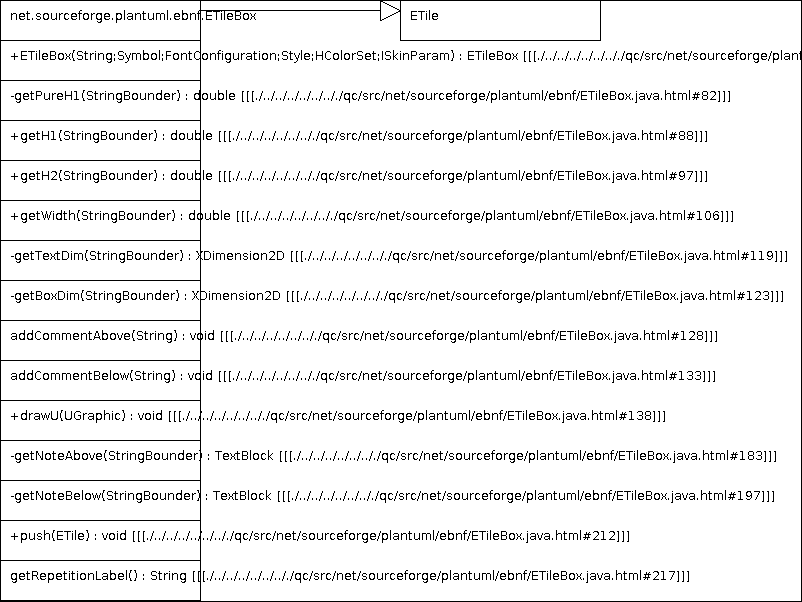 net.sourceforge.plantuml.ebnf.ETileBox
ETile
+ETileBox(String;Symbol;FontConfiguration;Style;HColorSet;ISkinParam) : ETileBox [[[./../../../../../../../qc/src/net/sourceforge/plant
-getPureH1(StringBounder) : double [[[./../../../../../../../qc/src/net/sourceforge/plantuml/ebnf/ETileBox.java.html#82]]]
+getH1(StringBounder) : double [[[./../../../../../../../qc/src/net/sourceforge/plantuml/ebnf/ETileBox.java.html#88]]]
+getH2(StringBounder) : double [[[./../../../../../../../qc/src/net/sourceforge/plantuml/ebnf/ETileBox.java.html#97]]]
+getWidth(StringBounder) : double [[[./../../../../../../../qc/src/net/sourceforge/plantuml/ebnf/ETileBox.java.html#106]]]
-getTextDim(StringBounder) : XDimension2D [[[./../../../../../../../qc/src/net/sourceforge/plantuml/ebnf/ETileBox.java.html#119]]]
-getBoxDim(StringBounder) : XDimension2D [[[./../../../../../../../qc/src/net/sourceforge/plantuml/ebnf/ETileBox.java.html#123]]]
addCommentAbove(String) : void [[[./../../../../../../../qc/src/net/sourceforge/plantuml/ebnf/ETileBox.java.html#128]]]
addCommentBelow(String) : void [[[./../../../../../../../qc/src/net/sourceforge/plantuml/ebnf/ETileBox.java.html#133]]]
+drawU(UGraphic) : void [[[./../../../../../../../qc/src/net/sourceforge/plantuml/ebnf/ETileBox.java.html#138]]]
-getNoteAbove(StringBounder) : TextBlock [[[./../../../../../../../qc/src/net/sourceforge/plantuml/ebnf/ETileBox.java.html#183]]]
-getNoteBelow(StringBounder) : TextBlock [[[./../../../../../../../qc/src/net/sourceforge/plantuml/ebnf/ETileBox.java.html#197]]]
+push(ETile) : void [[[./../../../../../../../qc/src/net/sourceforge/plantuml/ebnf/ETileBox.java.html#212]]]
getRepetitionLabel() : String [[[./../../../../../../../qc/src/net/sourceforge/plantuml/ebnf/ETileBox.java.html#217]]]